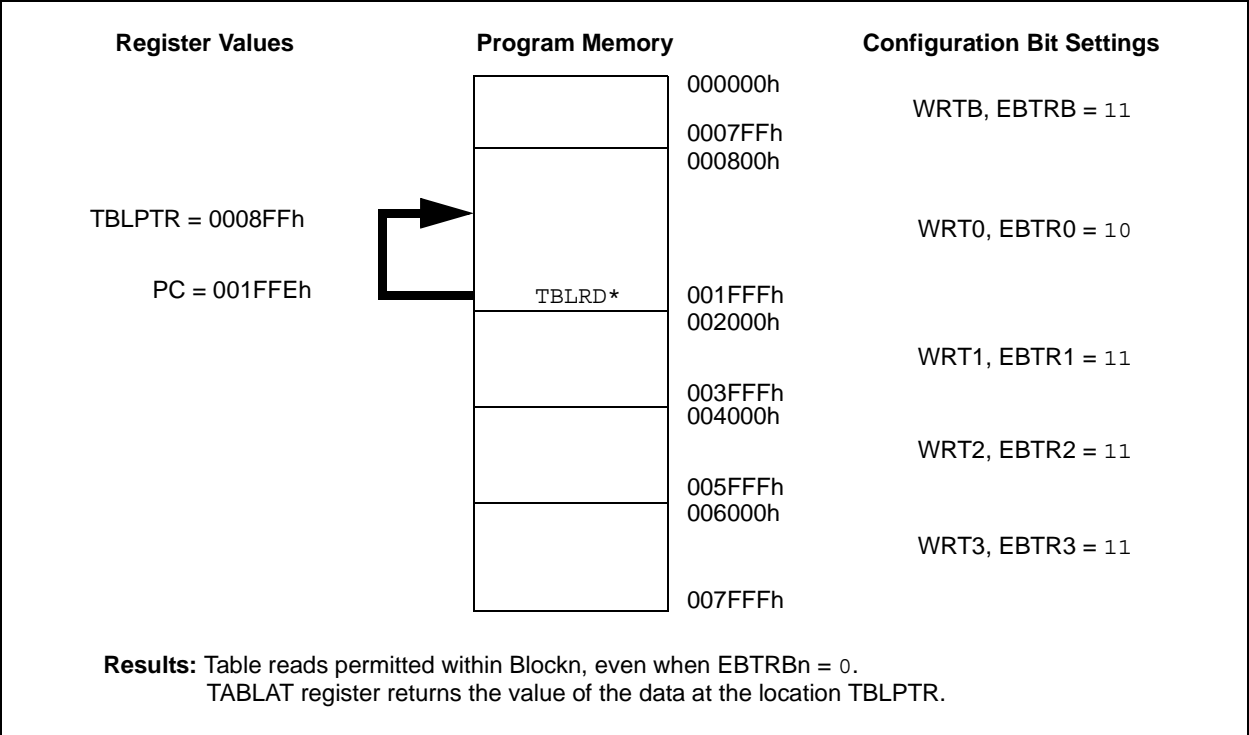 Register Values
Program Memory
Configuration Bit Settings
000000h
WRTB, EBTRB = 11
0007FFh
000800h
TBLPTR = 0008FFh
WRT0, EBTR0 = 10
PC = 001FFEh
TBLRD*
001FFFh
002000h
WRT1, EBTR1 = 11
003FFFh
004000h
WRT2, EBTR2 = 11
005FFFh
006000h
WRT3, EBTR3 = 11
007FFFh
Results: Table reads permitted within Blockn, even when EBTRBn = 0.
TABLAT register returns the value of the data at the location TBLPTR.